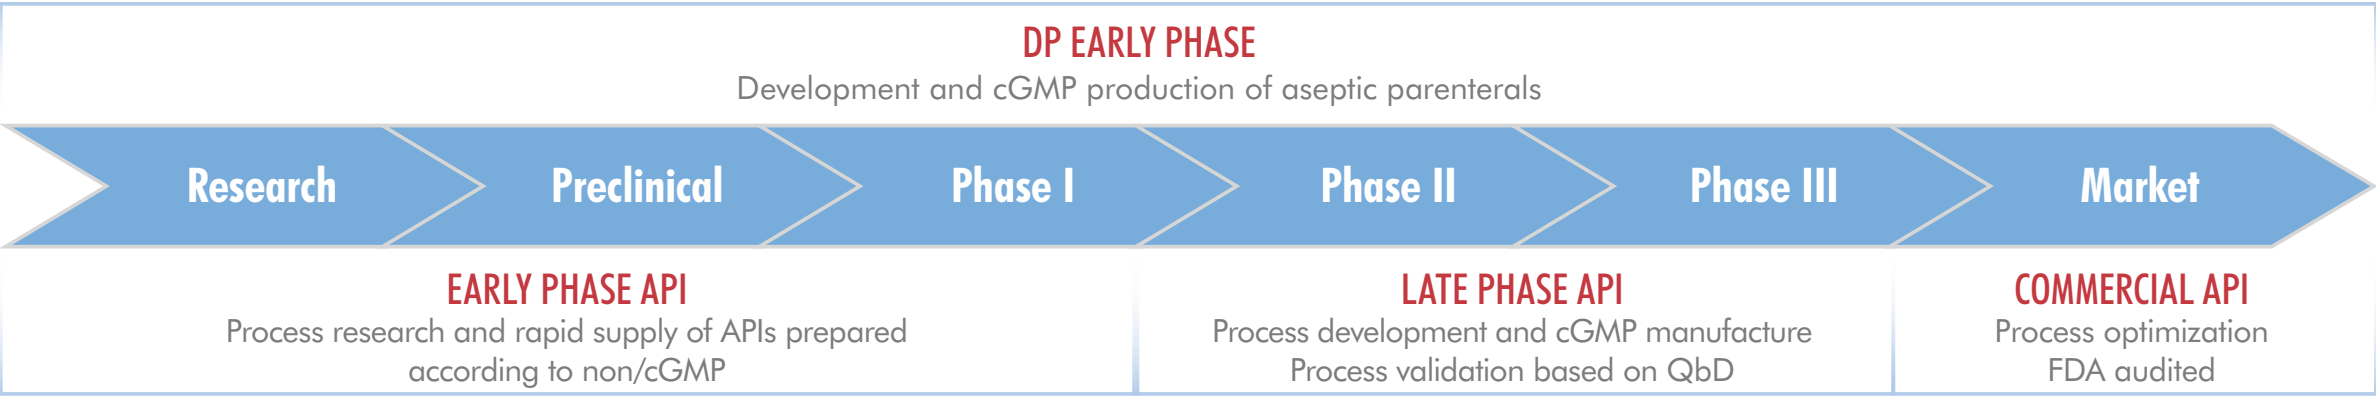 DP EARLY PHASE
Development and cGMP production of aseptic parenterals
Research
Preclinical
Phase I
Phase II
Phase III
Market
EARLY PHASE API
Process research and rapid supply of APIs prepared
according to non/cGMP
LATE PHASE API
Process development and cGMP manufacture
Process validation based on QbD
COMMERCIAL API
Process optimization
FDA audited